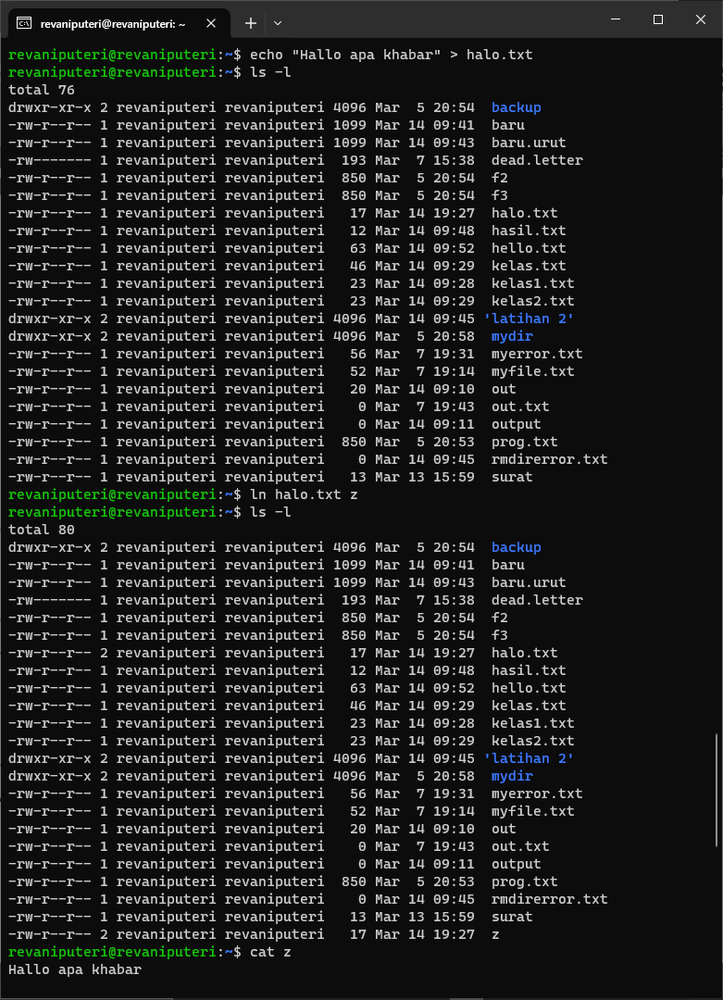 revaniputeri@revaniputeri: ~
revaniputeri@revaniputeri:~$ echo "Hallo apa khabar" > halo.txt
revaniputeri@revaniputeri:~$ ls -l
total 76
drwxr-xr-x 2 revaniputeri revaniputeri 4096 Mar  5 20:54  backup
-rw-r--r-- 1 revaniputeri revaniputeri 1099 Mar 14 09:41  baru
-rw-r--r-- 1 revaniputeri revaniputeri 1099 Mar 14 09:43  baru.urut
-rw------- 1 revaniputeri revaniputeri  193 Mar  7 15:38  dead.letter
-rw-r--r-- 1 revaniputeri revaniputeri  850 Mar  5 20:54  f2
-rw-r--r-- 1 revaniputeri revaniputeri  850 Mar  5 20:54  f3
-rw-r--r-- 1 revaniputeri revaniputeri   17 Mar 14 19:27  halo.txt
-rw-r--r-- 1 revaniputeri revaniputeri   12 Mar 14 09:48  hasil.txt
-rw-r--r-- 1 revaniputeri revaniputeri   63 Mar 14 09:52  hello.txt
-rw-r--r-- 1 revaniputeri revaniputeri   46 Mar 14 09:29  kelas.txt
-rw-r--r-- 1 revaniputeri revaniputeri   23 Mar 14 09:28  kelas1.txt
-rw-r--r-- 1 revaniputeri revaniputeri   23 Mar 14 09:29  kelas2.txt
drwxr-xr-x 2 revaniputeri revaniputeri 4096 Mar 14 09:45 'latihan 2'
drwxr-xr-x 2 revaniputeri revaniputeri 4096 Mar  5 20:58  mydir
-rw-r--r-- 1 revaniputeri revaniputeri   56 Mar  7 19:31  myerror.txt
-rw-r--r-- 1 revaniputeri revaniputeri   52 Mar  7 19:14  myfile.txt
-rw-r--r-- 1 revaniputeri revaniputeri   20 Mar 14 09:10  out
-rw-r--r-- 1 revaniputeri revaniputeri    0 Mar  7 19:43  out.txt
-rw-r--r-- 1 revaniputeri revaniputeri    0 Mar 14 09:11  output
-rw-r--r-- 1 revaniputeri revaniputeri  850 Mar  5 20:53  prog.txt
-rw-r--r-- 1 revaniputeri revaniputeri    0 Mar 14 09:45  rmdirerror.txt
-rw-r--r-- 1 revaniputeri revaniputeri   13 Mar 13 15:59  surat
revaniputeri@revaniputeri:~$ ln halo.txt z
revaniputeri@revaniputeri:~$ ls -l
total 80
drwxr-xr-x 2 revaniputeri revaniputeri 4096 Mar  5 20:54  backup
-rw-r--r-- 1 revaniputeri revaniputeri 1099 Mar 14 09:41  baru
-rw-r--r-- 1 revaniputeri revaniputeri 1099 Mar 14 09:43  baru.urut
-rw------- 1 revaniputeri revaniputeri  193 Mar  7 15:38  dead.letter
-rw-r--r-- 1 revaniputeri revaniputeri  850 Mar  5 20:54  f2
-rw-r--r-- 1 revaniputeri revaniputeri  850 Mar  5 20:54  f3
-rw-r--r-- 2 revaniputeri revaniputeri   17 Mar 14 19:27  halo.txt
-rw-r--r-- 1 revaniputeri revaniputeri   12 Mar 14 09:48  hasil.txt
-rw-r--r-- 1 revaniputeri revaniputeri   63 Mar 14 09:52  hello.txt
-rw-r--r-- 1 revaniputeri revaniputeri   46 Mar 14 09:29  kelas.txt
-rw-r--r-- 1 revaniputeri revaniputeri   23 Mar 14 09:28  kelas1.txt
-rw-r--r-- 1 revaniputeri revaniputeri   23 Mar 14 09:29  kelas2.txt
drwxr-xr-x 2 revaniputeri revaniputeri 4096 Mar 14 09:45 'latihan 2'
drwxr-xr-x 2 revaniputeri revaniputeri 4096 Mar  5 20:58  mydir
-rw-r--r-- 1 revaniputeri revaniputeri   56 Mar  7 19:31  myerror.txt
-rw-r--r-- 1 revaniputeri revaniputeri   52 Mar  7 19:14  myfile.txt
-rw-r--r-- 1 revaniputeri revaniputeri   20 Mar 14 09:10  out
-rw-r--r-- 1 revaniputeri revaniputeri    0 Mar  7 19:43  out.txt
-rw-r--r-- 1 revaniputeri revaniputeri    0 Mar 14 09:11  output
-rw-r--r-- 1 revaniputeri revaniputeri  850 Mar  5 20:53  prog.txt
-rw-r--r-- 1 revaniputeri revaniputeri    0 Mar 14 09:45  rmdirerror.txt
-rw-r--r-- 1 revaniputeri revaniputeri   13 Mar 13 15:59  surat
-rw-r--r-- 2 revaniputeri revaniputeri   17 Mar 14 19:27  z
revaniputeri@revaniputeri:~$ cat z
Hallo apa khabar